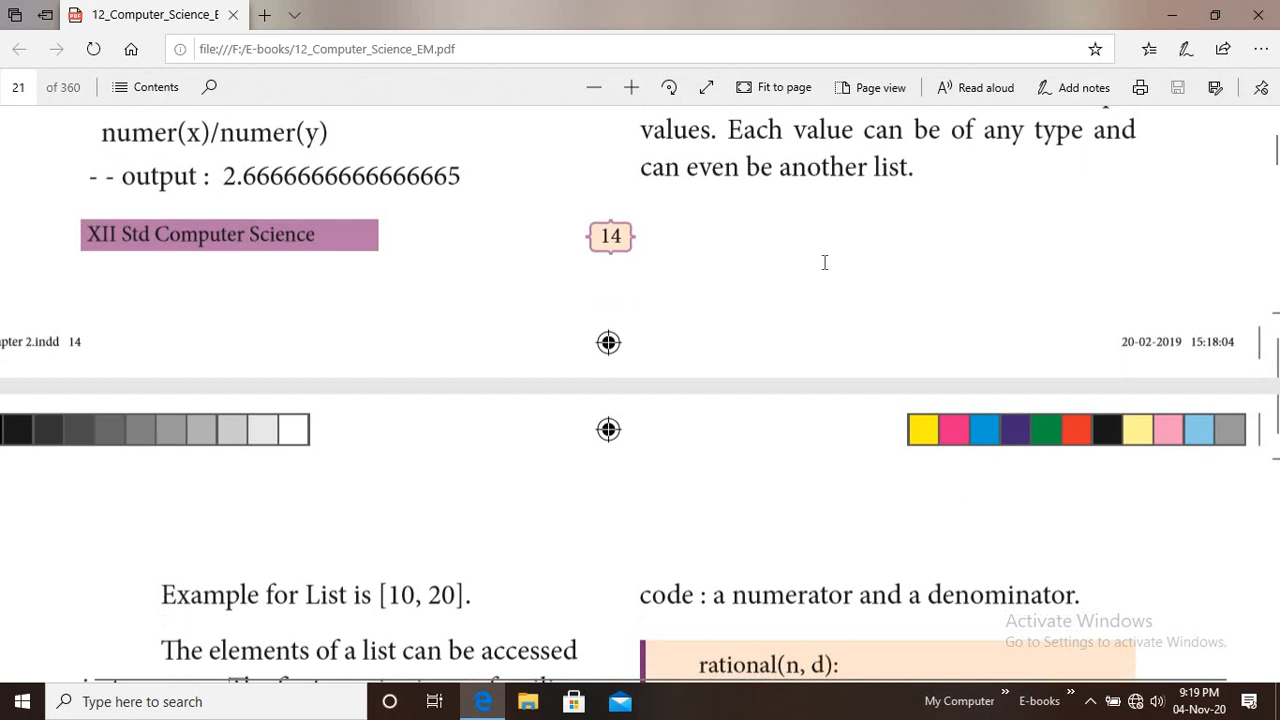 12_Computer_Science_E
file:///F:/E-books/12_Computer_Science_EM.pdf
21 of 360 Contents Fit to page Page view Read aloud Add notes
numer(x)/numer(y)
- - output : 2.6666666666666665
values. Each value can be of any type and
can even be another list.
XII Std Computer Science
14
pter 2.indd 14
20-02-2019 15:18:04
Example for List is [10, 20].
The elements of a list can be accessed
code : a numerator and a denominator.
rational(n, d):
Activate Windows
Go to Settings to activate Windows.
Type here to search
My Computer
E-books
9:19 PM
04-Nov-20